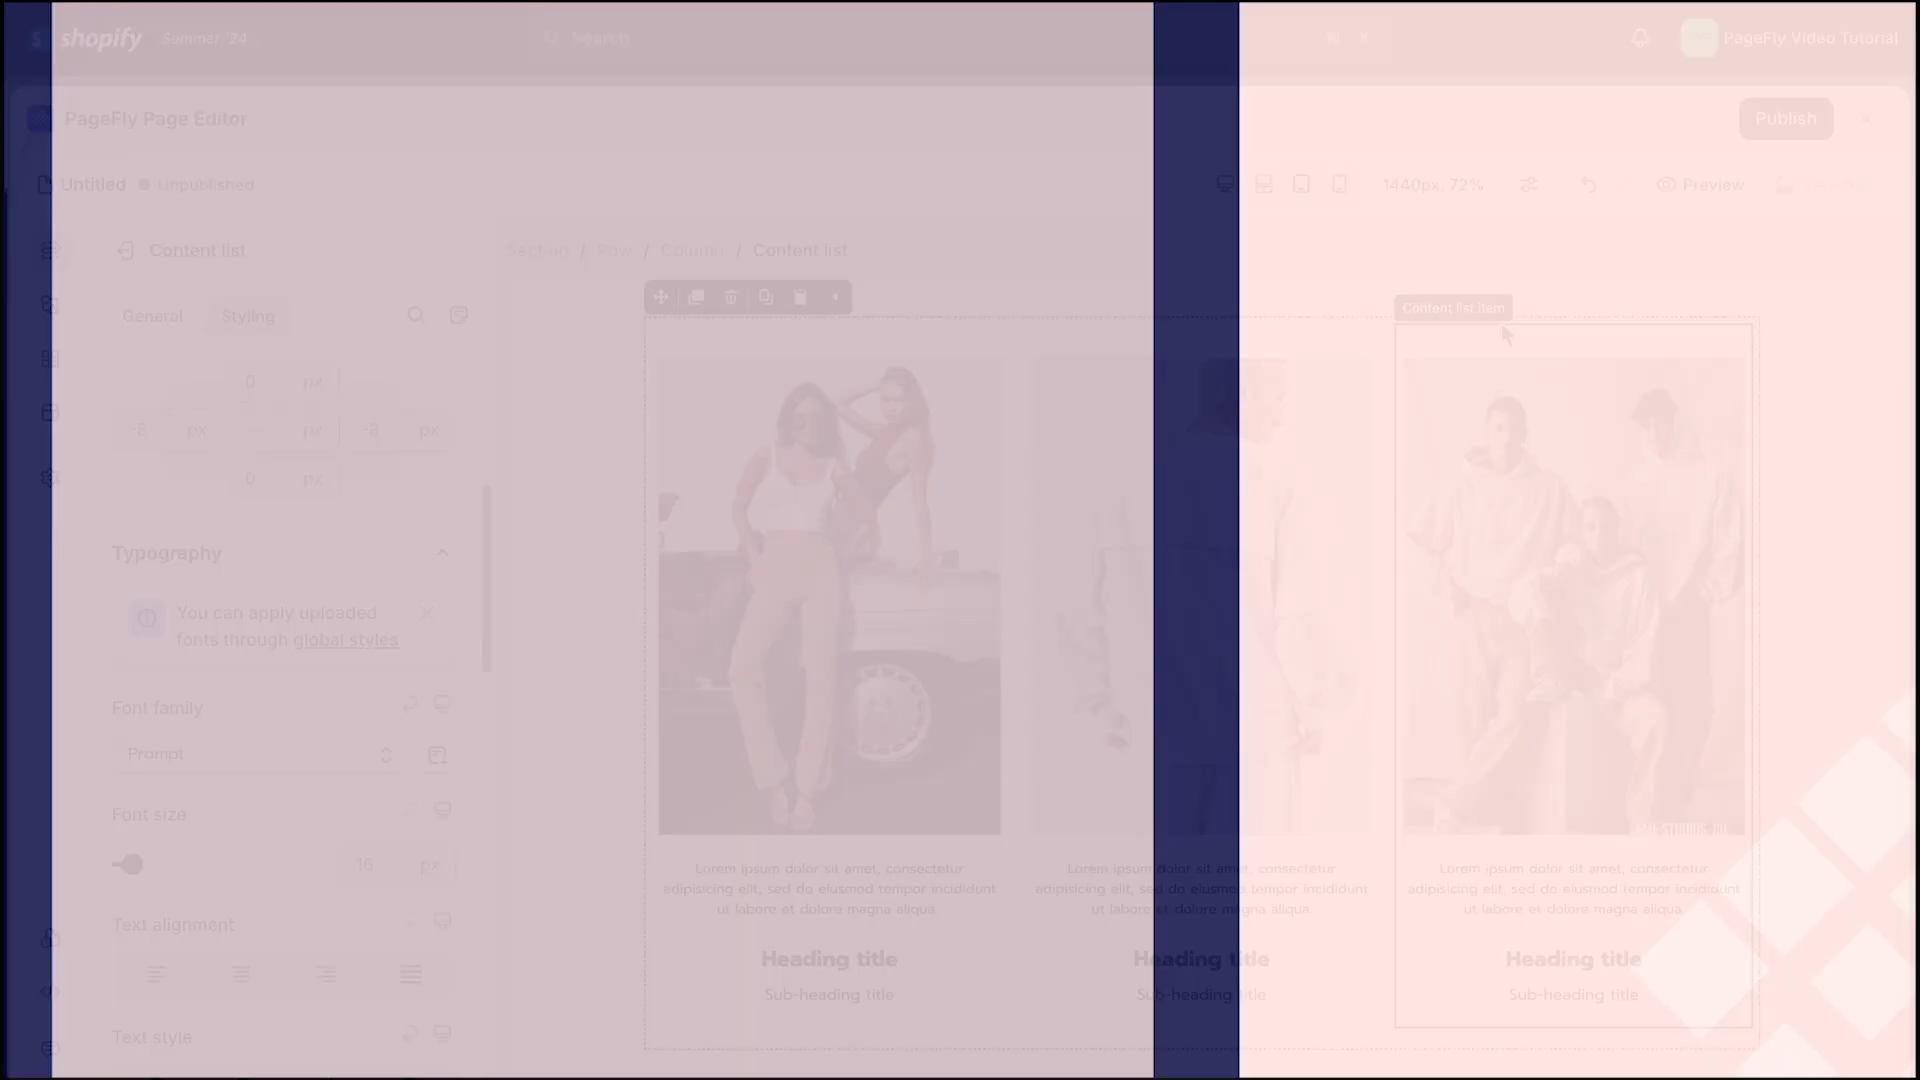 S shopify Summer '24 Search K PageFly Video Tutorial
PageFly Page Editor Publish
Untitled Unpublished 1440px, 72% Preview
Content list Section / Row / Column / Content list
General Styling Content list item
0 px
-8 px -- px -8 px
0 px
Typography
You can apply uploaded
fonts through global styles
Font family
Prompt
Font size
16 px
Text alignment
Text style
Lorem ipsum dolor sit amet, consectetur
adipisicing elit, sed do eiusmod tempor incididunt
ut labore et dolore magna aliqua.
Heading title
Sub-heading title
Lorem ipsum dolor sit amet, consectetur
adipisicing elit, sed do eiusmod tempor incididunt
ut labore et dolore magna aliqua.
Heading title
Sub-heading title
Lorem ipsum dolor sit amet, consectetur
adipisicing elit, sed do eiusmod tempor incididunt
ut labore et dolore magna aliqua.
Heading title
Sub-heading title